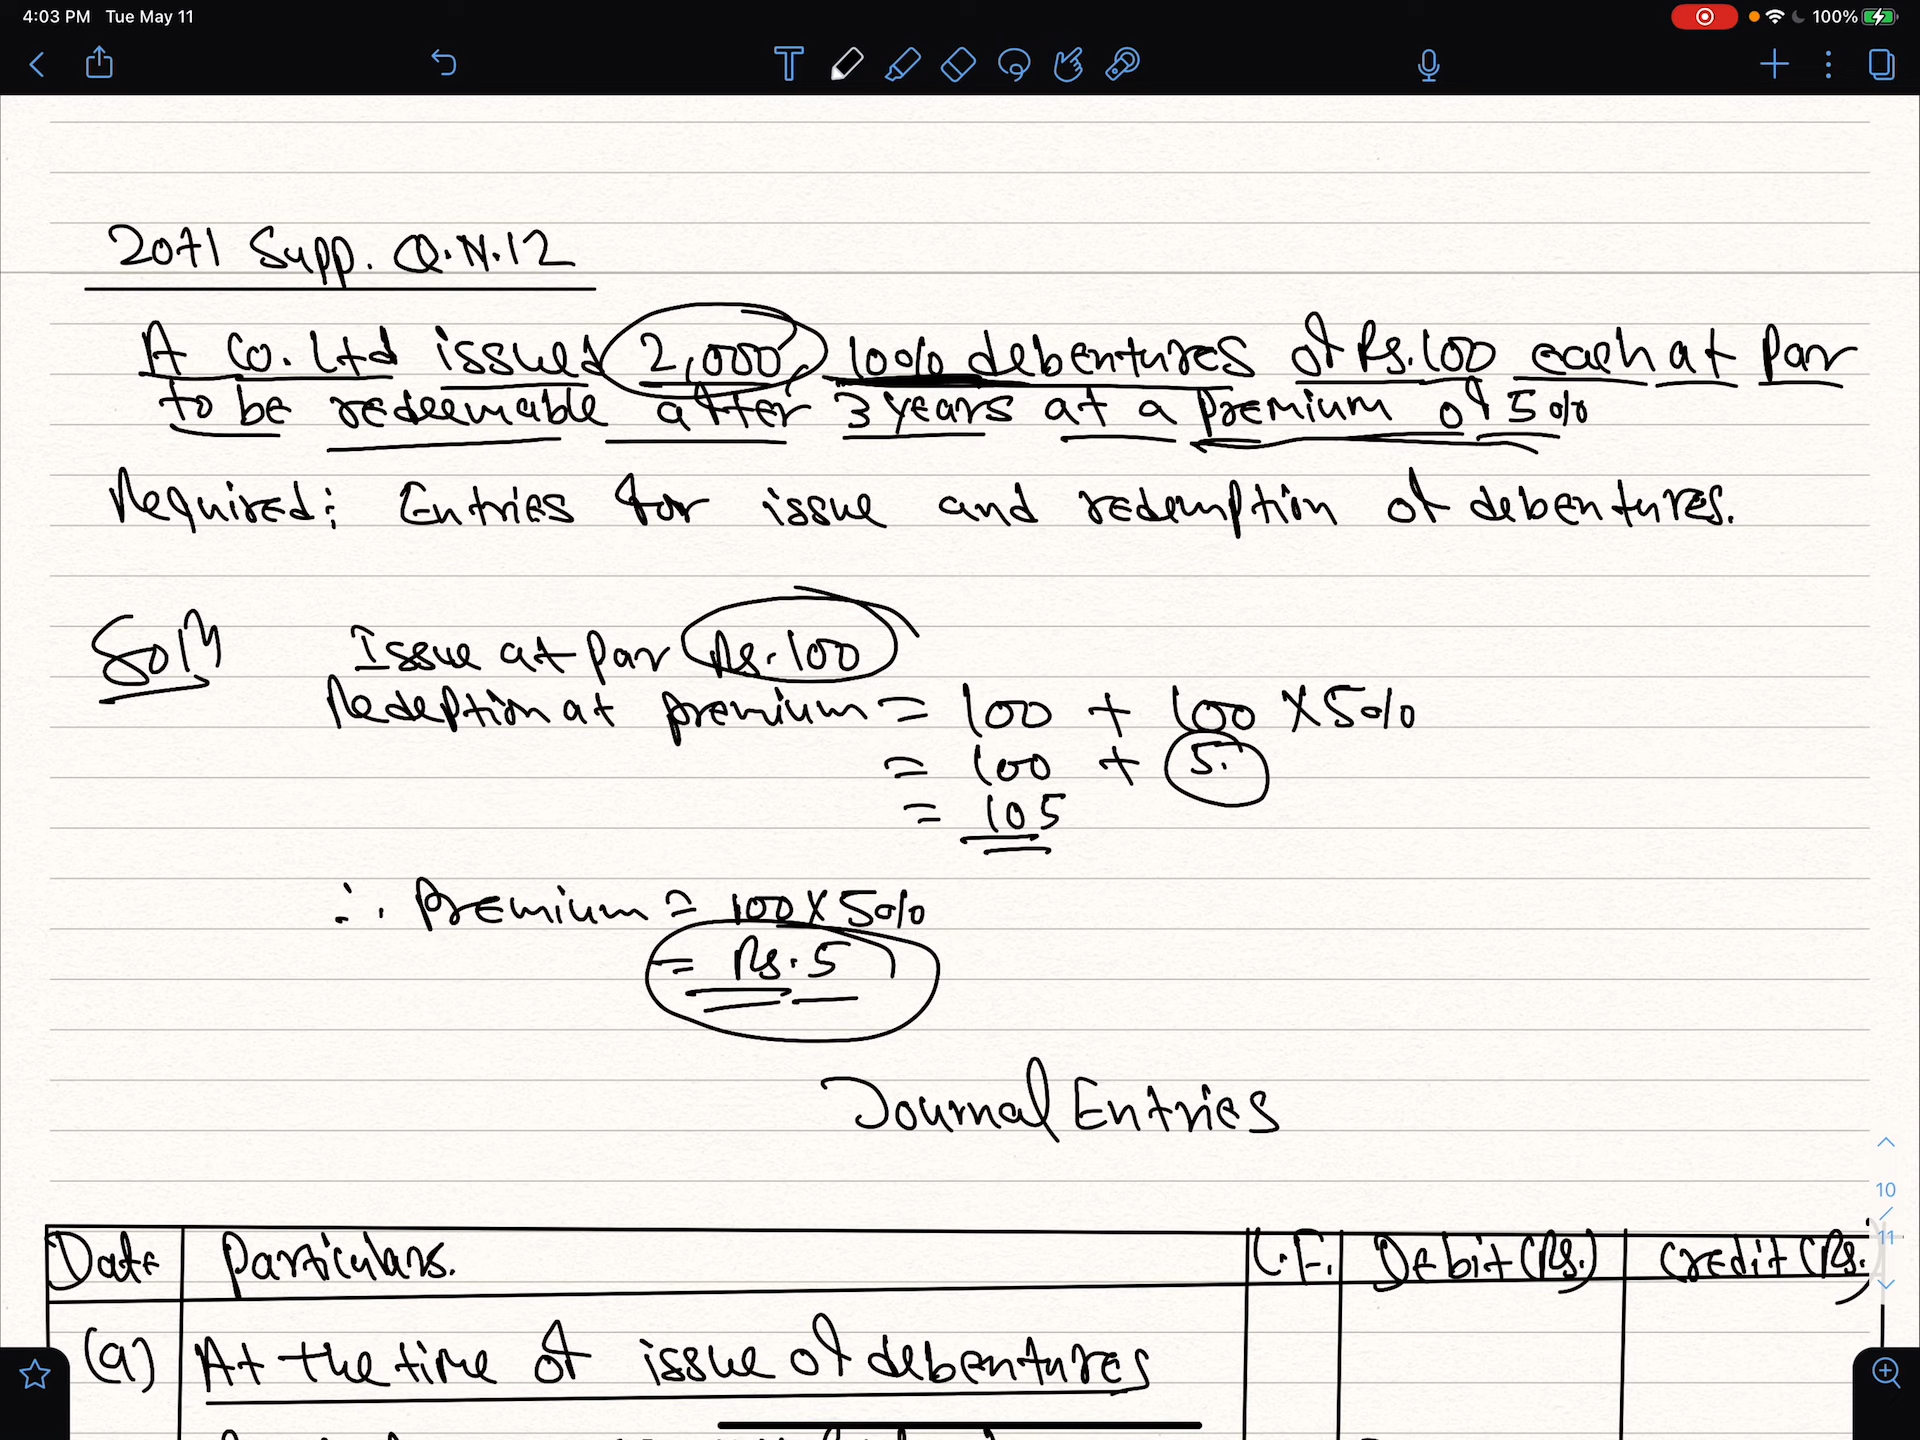 4:03 PM Tue May 11
100%
2071 Supp. Q.N.12
A Co. Ltd issued 2,000, 10% debentures of Rs.100 each at Par
to be redeemable after 3 years at a premium of 5%
Required: Entries for issue and redemption of debentures.
Soln Issue at par Rs.100
Redeption at premium = 100 + 100 × 5%
= 100 + 5.
= 105
∴ Premium = 100 × 5%
= Rs.5
Journal Entries
10
/
11
Date Particulars. L.F. Debit (Rs.) Credit (Rs.)
(a) At the time of issue of debentures